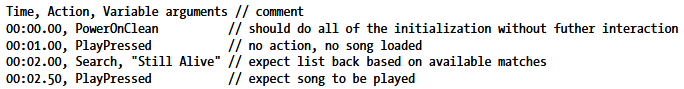 Time, Action, Variable arguments // comment
00:00.00, PowerOnClean // should do all of the initialization without futher interaction
00:01.00, PlayPressed // no action, no song loaded
00:02.00, Search, "Still Alive" // expect list back based on available matches
00:02.50, PlayPressed // expect song to be played